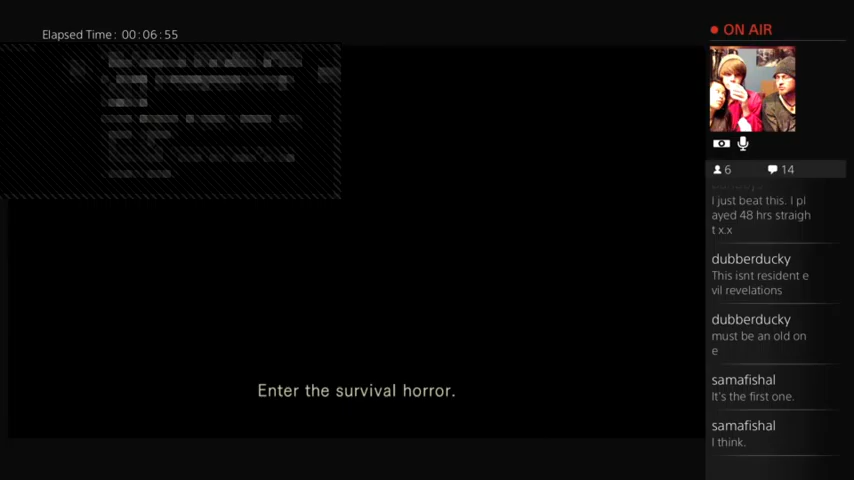 Elapsed Time: 00:06:55
ON AIR
6
14
I just beat this. I pl
ayed 48 hrs straigh
t x.x
dubberducky
This isnt resident e
vil revelations
dubberducky
must be an old on
e
samafishal
It's the first one.
samafishal
I think.
Enter the survival horror.